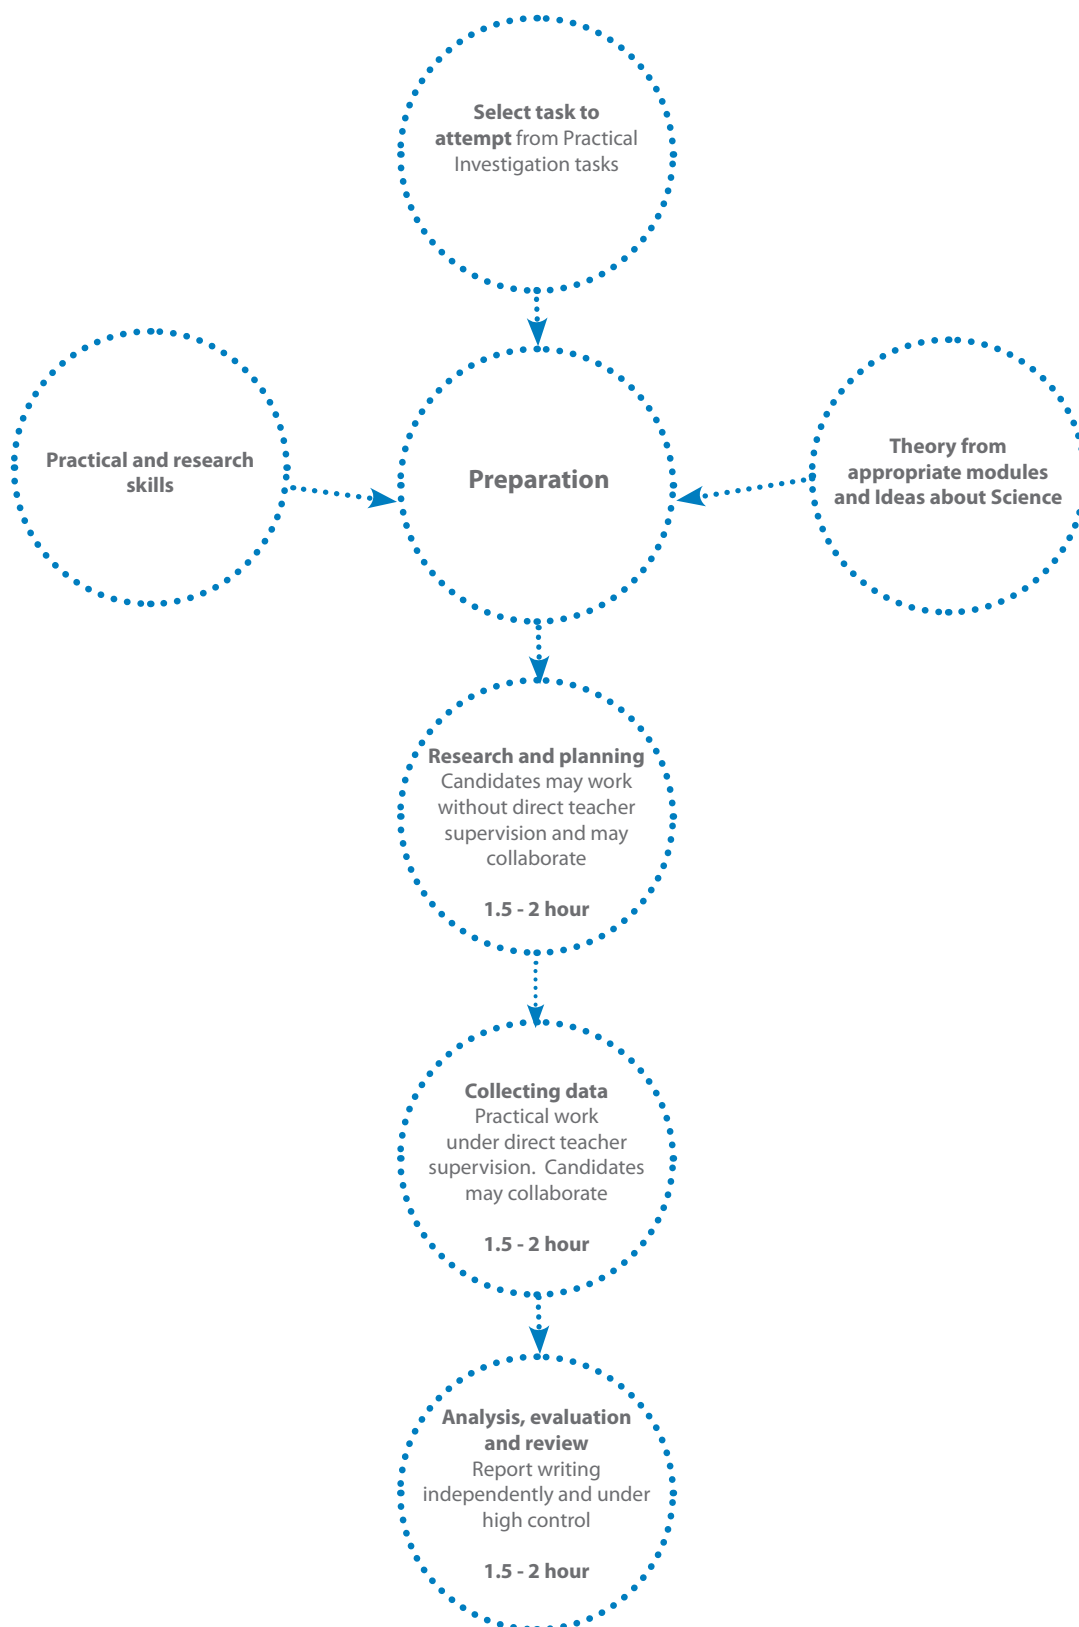 Select task to
attempt from Practical
Investigation tasks
Practical and research
skills
Preparation
Theory from
appropriate modules
and Ideas about Science
Research and planning
Candidates may work
without direct teacher
supervision and may
collaborate
1.5 - 2 hour
Collecting data
Practical work
under direct teacher
supervision.  Candidates
may collaborate
1.5 - 2 hour
Analysis, evaluation
and review
Report writing
independently and under
high control
1.5 - 2 hour